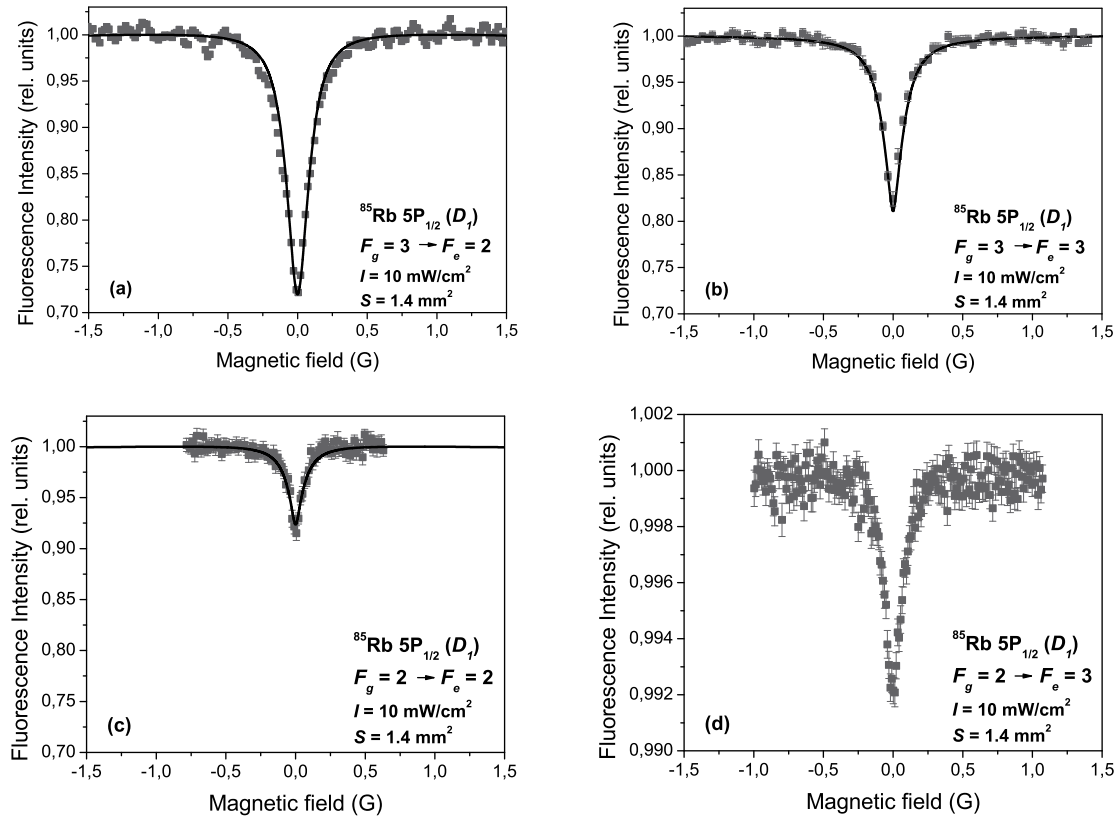 Fluorescence Intensity (rel. units)
1,00
0,95
0,90
0,85
0,80
0,75
0,70
-1,5 -1,0 -0,5 0,0 0,5 1,0 1,5
Magnetic field (G)
(a)
⁸⁵Rb 5P₁/₂ (D₁)
F_g = 3 → F_e = 2
I = 10 mW/cm²
S = 1.4 mm²
Fluorescence Intensity (rel. units)
1,00
0,95
0,90
0,85
0,80
0,75
0,70
-1,5 -1,0 -0,5 0,0 0,5 1,0 1,5
Magnetic field (G)
(b)
⁸⁵Rb 5P₁/₂ (D₁)
F_g = 3 → F_e = 3
I = 10 mW/cm²
S = 1.4 mm²
Fluorescence Intensity (rel. units)
1,00
0,95
0,90
0,85
0,80
0,75
0,70
-1,5 -1,0 -0,5 0,0 0,5 1,0 1,5
Magnetic field (G)
(c)
⁸⁵Rb 5P₁/₂ (D₁)
F_g = 2 → F_e = 2
I = 10 mW/cm²
S = 1.4 mm²
Fluorescence Intensity (rel. units)
1,002
1,000
0,998
0,996
0,994
0,992
0,990
-1,5 -1,0 -0,5 0,0 0,5 1,0 1,5
Magnetic field (G)
(d)
⁸⁵Rb 5P₁/₂ (D₁)
F_g = 2 → F_e = 3
I = 10 mW/cm²
S = 1.4 mm²